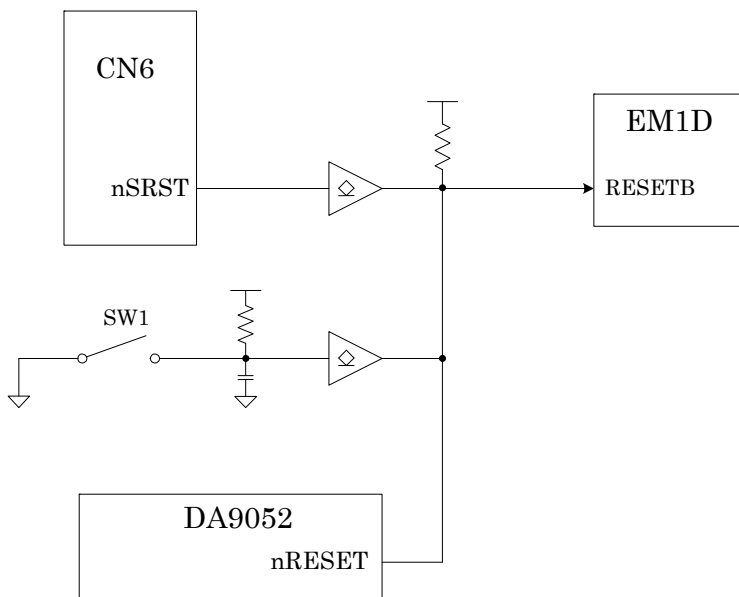 CN6
EM1D
nSRST
RESETB
SW1
DA9052
nRESET